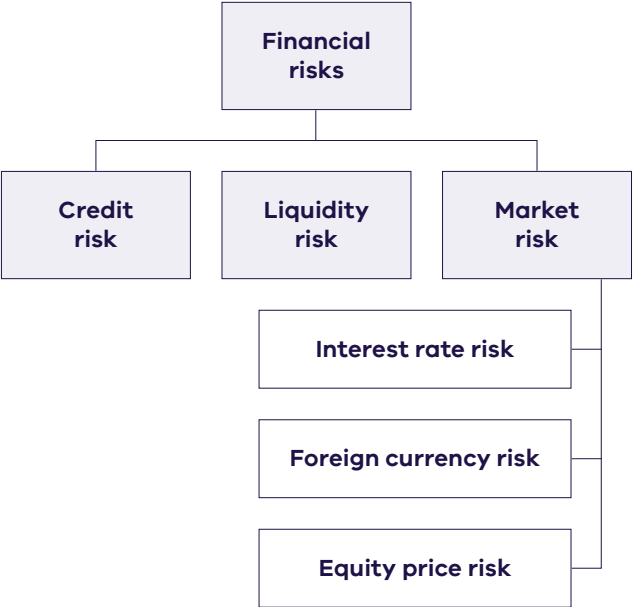 Financial
risks
Credit
risk
Liquidity
risk
Market
risk
Interest rate risk
Foreign currency risk
Equity price risk